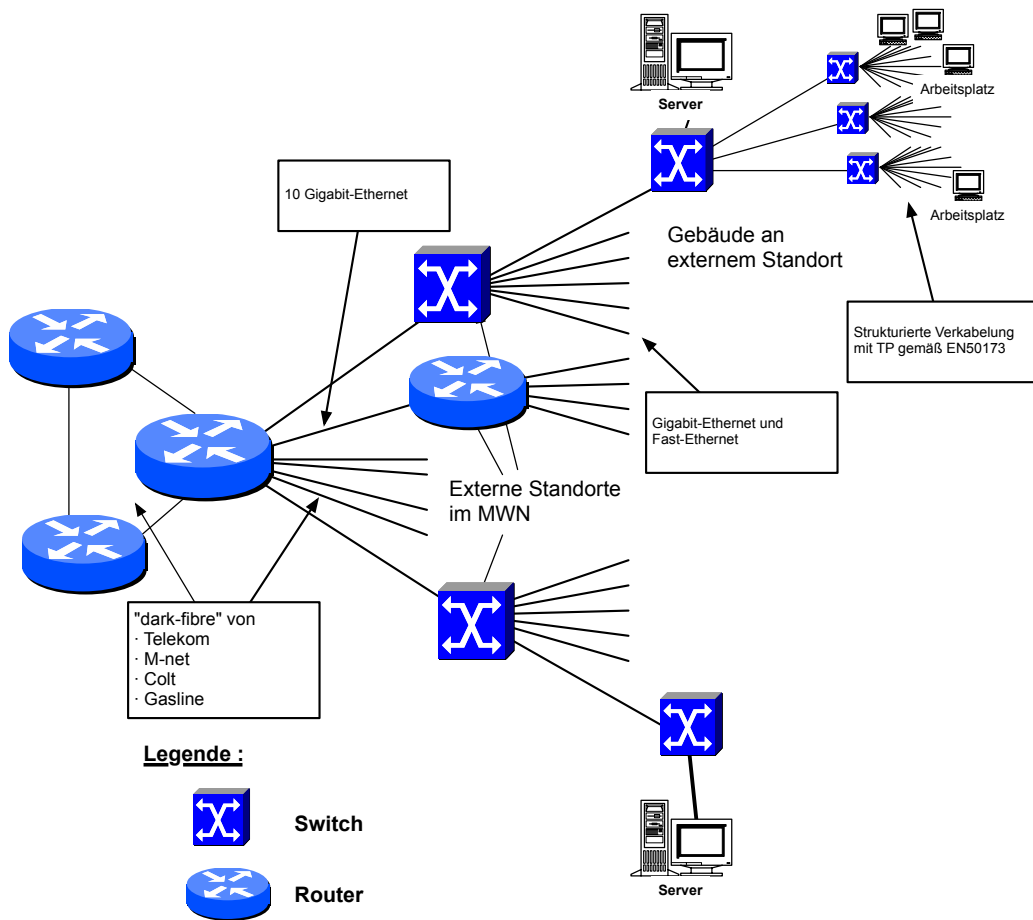 Server
Arbeitsplatz
Arbeitsplatz
10 Gigabit-Ethernet
Gebäude an
externem Standort
Strukturierte Verkabelung
mit TP gemäß EN50173
Gigabit-Ethernet und
Fast-Ethernet
Externe Standorte
im MWN
"dark-fibre" von
· Telekom
· M-net
· Colt
· Gasline
Legende :
Switch
Router
Server